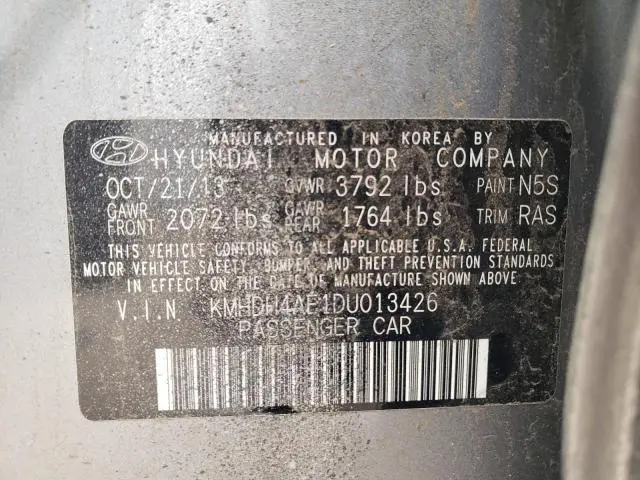 MANUFACTURED IN KOREA BY
HYUNDAI MOTOR COMPANY
OCT/21/13 GVWR 3792 lbs PAINT N5S
GAWR FRONT 2072 lbs GAWR REAR 1764 lbs TRIM RAS
THIS VEHICLE CONFORMS TO ALL APPLICABLE U.S.A. FEDERAL
MOTOR VEHICLE SAFETY, BUMPER, AND THEFT PREVENTION STANDARDS
IN EFFECT ON THE DATE OF MANUFACTURE SHOWN ABOVE.
V.I.N KMHDH4AE1DU013426
PASSENGER CAR